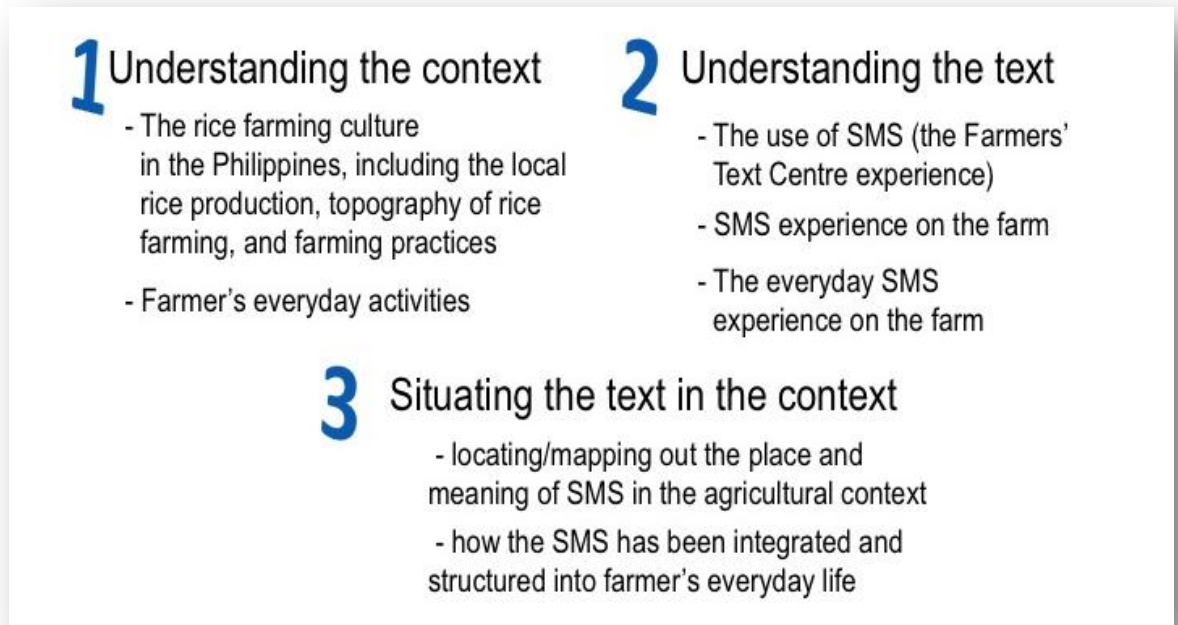 1 Understanding the context
- The rice farming culture
in the Philippines, including the local
rice production, topography of rice
farming, and farming practices
- Farmer's everyday activities
2 Understanding the text
- The use of SMS (the Farmers'
Text Centre experience)
- SMS experience on the farm
- The everyday SMS
experience on the farm
3 Situating the text in the context
- locating/mapping out the place and
meaning of SMS in the agricultural context
- how the SMS has been integrated and
structured into farmer's everyday life